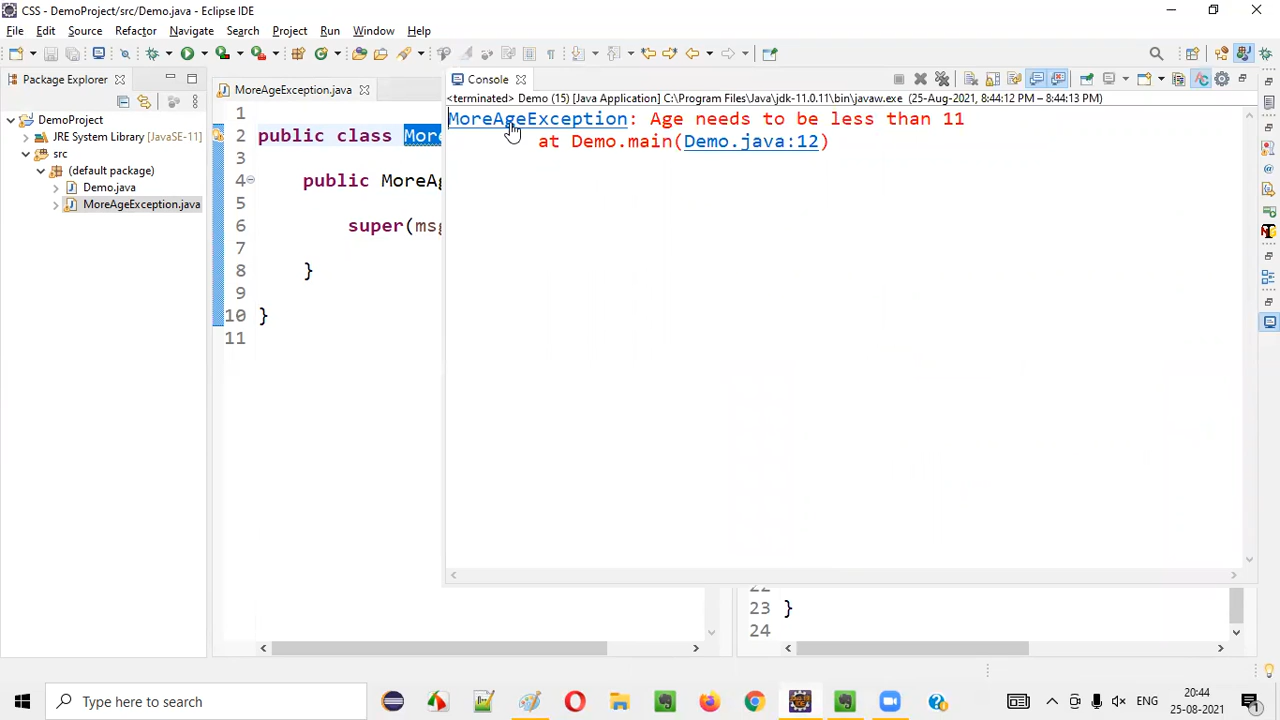 CSS - DemoProject/src/Demo.java - Eclipse IDE
File Edit Source Refactor Navigate Search Project Run Window Help
Package Explorer
DemoProject
JRE System Library [JavaSE-11]
src
(default package)
Demo.java
MoreAgeException.java
MoreAgeException.java
1
2 public class Mor
3
4 public MoreAg
5
6 super(msg
7
8 }
9
10 }
11
Console
<terminated> Demo (15) [Java Application] C:\Program Files\Java\jdk-11.0.11\bin\javaw.exe (25-Aug-2021, 8:44:12 PM – 8:44:13 PM)
MoreAgeException: Age needs to be less than 11
at Demo.main(Demo.java:12)
22
23 }
24
Type here to search
ENG
20:44
25-08-2021